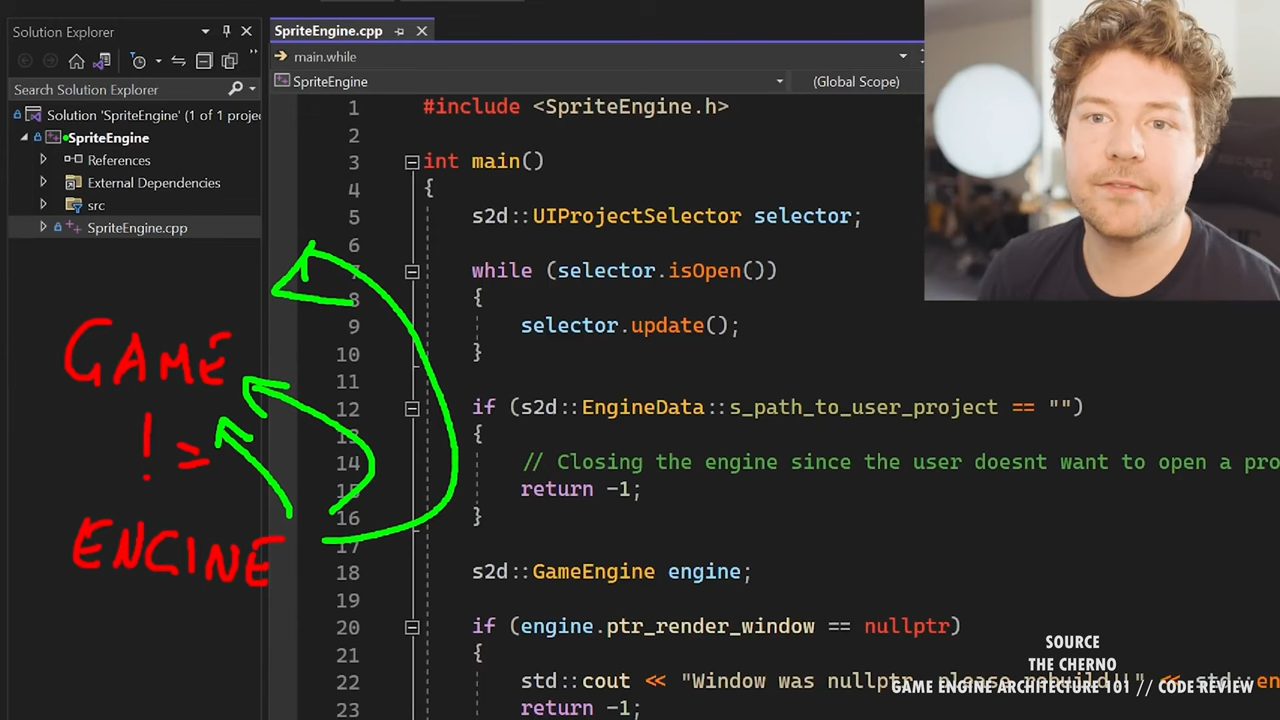 Solution Explorer
Search Solution Explorer
Solution 'SpriteEngine' (1 of 1 projec
SpriteEngine
References
External Dependencies
src
SpriteEngine.cpp
GAME
!=
ENGINE
SpriteEngine.cpp
main.while
SpriteEngine
(Global Scope)
1 #include <SpriteEngine.h>
2
3 int main()
4 {
5 s2d::UIProjectSelector selector;
6
7 while (selector.isOpen())
8 {
9 selector.update();
10 }
11
12 if (s2d::EngineData::s_path_to_user_project == "")
13 {
14 // Closing the engine since the user doesnt want to open a pro
15 return -1;
16 }
17
18 s2d::GameEngine engine;
19
20 if (engine.ptr_render_window == nullptr)
21 {
22 std::cout << "Window was nullptr, please rebuild!!" << std::en
23 return -1;
SOURCE
THE CHERNO
GAME ENGINE ARCHITECTURE 101 // CODE REVIEW